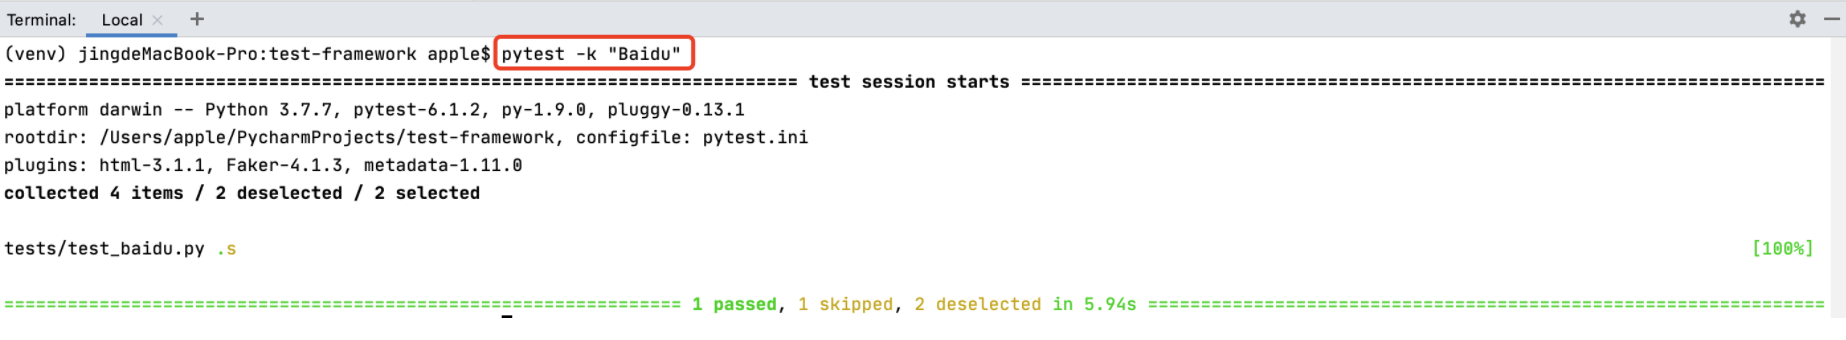 Terminal: Local × +
(venv) jingdeMacBook-Pro:test-framework apple$ pytest -k "Baidu"
=========================================================================== test session starts ============================================================================
platform darwin -- Python 3.7.7, pytest-6.1.2, py-1.9.0, pluggy-0.13.1
rootdir: /Users/apple/PycharmProjects/test-framework, configfile: pytest.ini
plugins: html-3.1.1, Faker-4.1.3, metadata-1.11.0
collected 4 items / 2 deselected / 2 selected
tests/test_baidu.py .s [100%]
================================================================ 1 passed, 1 skipped, 2 deselected in 5.94s ================================================================